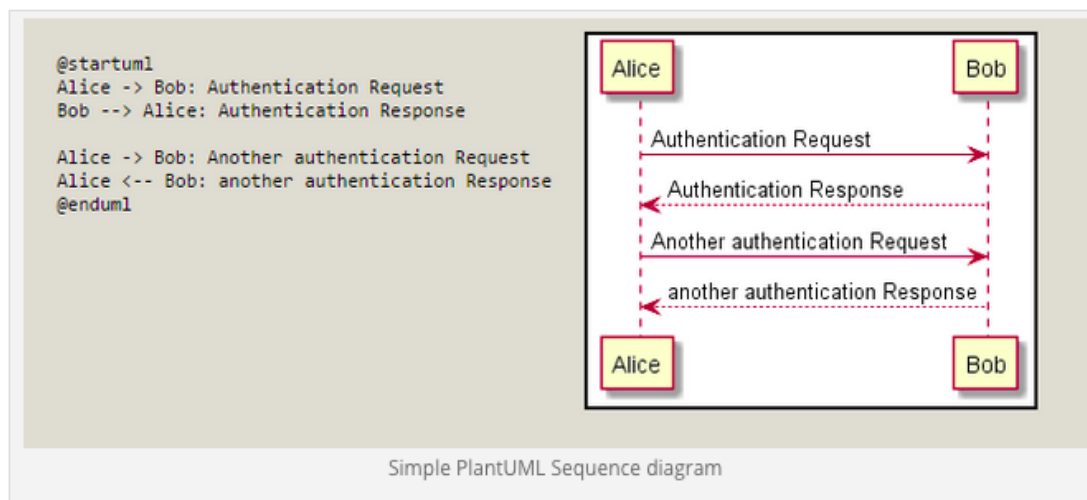 @startuml
Alice -> Bob: Authentication Request
Bob --> Alice: Authentication Response
Alice -> Bob: Another authentication Request
Alice <-- Bob: another authentication Response
@enduml
Alice
Bob
Authentication Request
Authentication Response
Another authentication Request
another authentication Response
Alice
Bob
Simple PlantUML Sequence diagram